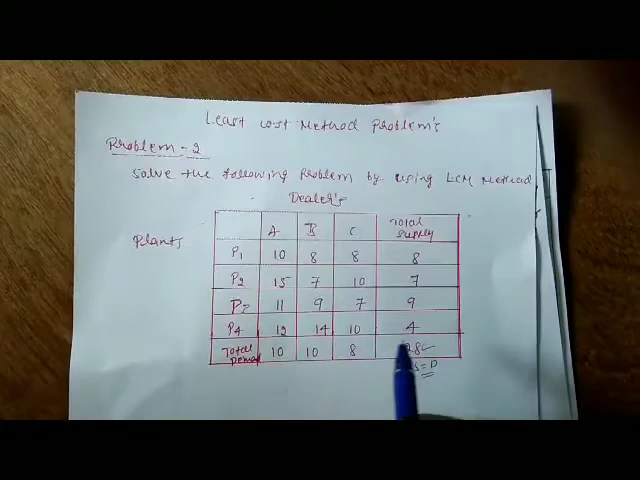 Least cost Method Problem's
Problem - 2
Solve the following Problem by using LCM Method
Dealer's
Plants
A B C Total Supply
P1 10 8 8 8
P2 15 7 10 7
P3 11 9 7 9
P4 12 14 10 4
Total Demand 10 10 8 28
S=D